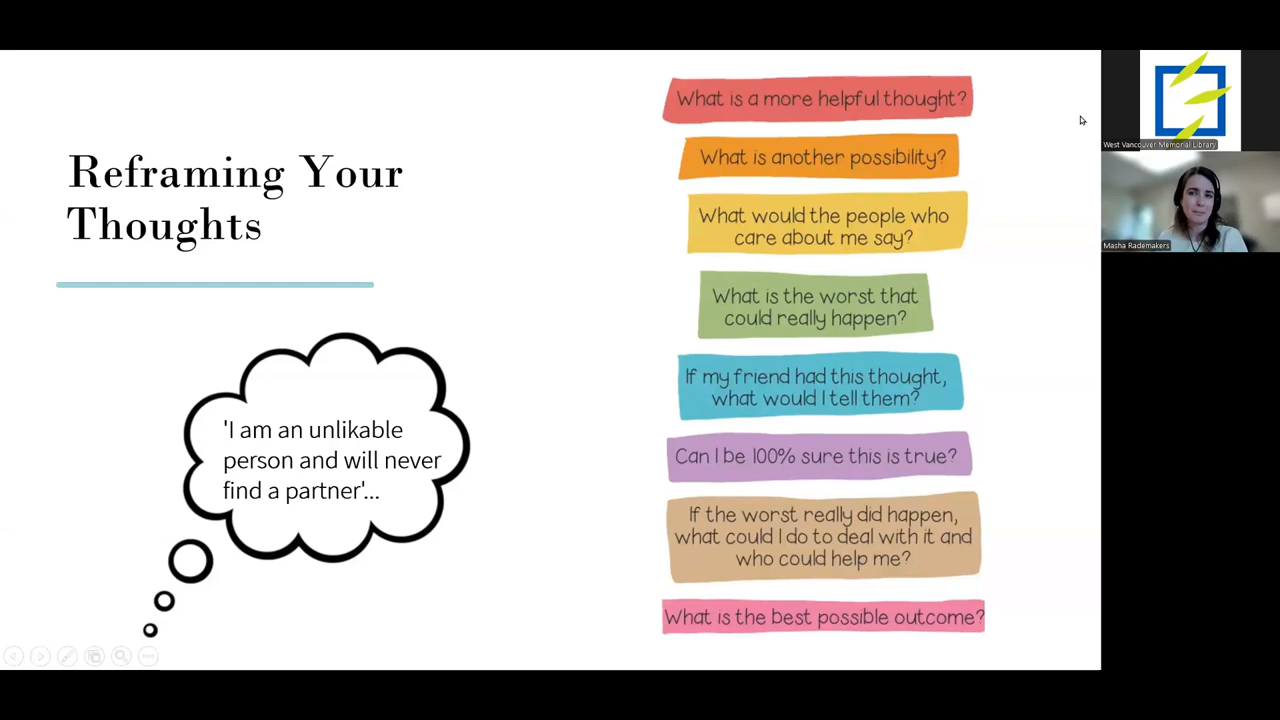 Reframing Your
Thoughts
'I am an unlikable
person and will never
find a partner'...
What is a more helpful thought?
What is another possibility?
What would the people who
care about me say?
What is the worst that
could really happen?
If my friend had this thought,
what would I tell them?
Can I be 100% sure this is true?
If the worst really did happen,
what could I do to deal with it and
who could help me?
What is the best possible outcome?
West Vancouver Memorial Library
Masha Rademakers